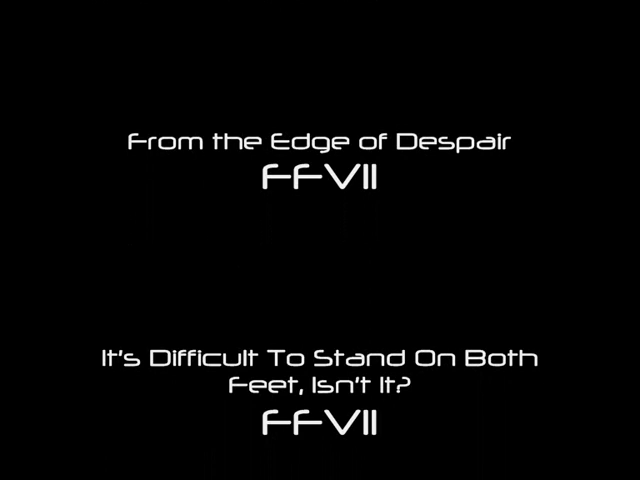 From the Edge of Despair
FFVII
It's Difficult To Stand On Both
Feet, Isn't It?
FFVII